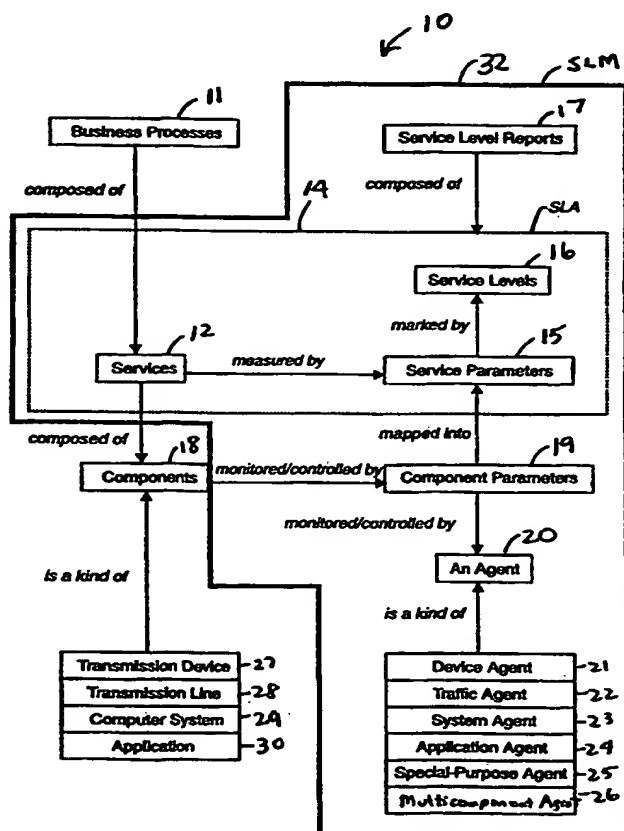 10
32
SLM
11
17
Business Processes
Service Level Reports
composed of
composed of
14
SLA
16
Service Levels
marked by
12
15
Services
measured by
Service Parameters
composed of
mapped into
18
19
Components
monitored/controlled by
Component Parameters
monitored/controlled by
20
An Agent
is a kind of
is a kind of
Transmission Device
27
Transmission Line
28
Computer System
29
Application
30
Device Agent
21
Traffic Agent
22
System Agent
23
Application Agent
24
Special-Purpose Agent
25
Multicomponent Agent
26